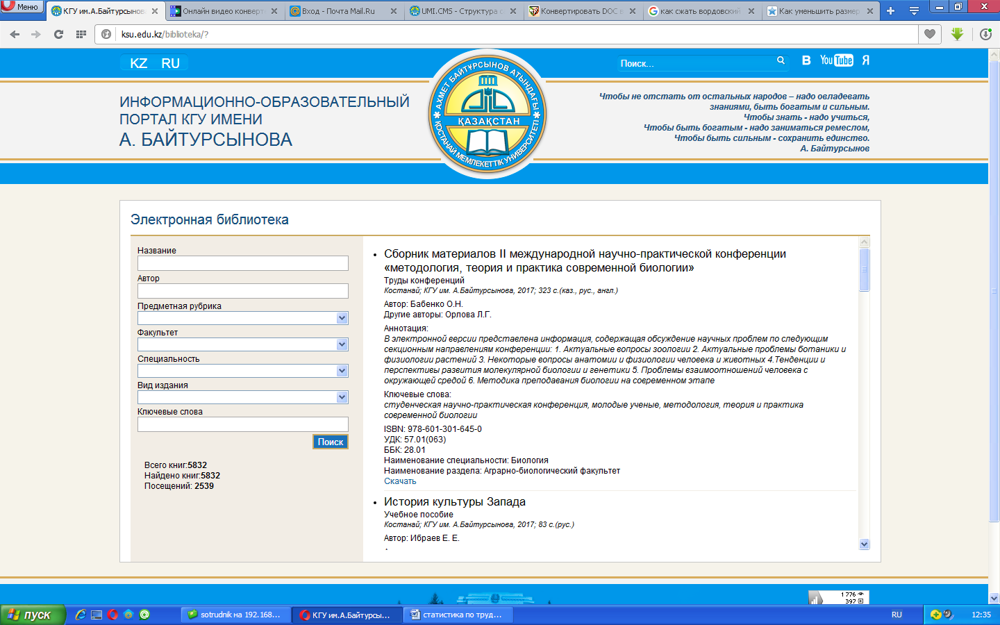 Меню
КГУ им.А.Байтурсынов
Онлайн видео конверт
Вход - Почта Mail.Ru
UMI.CMS - Структура с
Конвертировать DOC в
как сжать вордовский
Как уменьшить размер
ksu.edu.kz/biblioteka/?
KZ RU
Поиск...
B You Tube Я
ИНФОРМАЦИОННО-ОБРАЗОВАТЕЛЬНЫЙ
ПОРТАЛ КГУ ИМЕНИ
А. БАЙТУРСЫНОВА
АХМЕТ БАЙТҰРСЫНОВ АТЫНДАҒЫ
ҚАЗАҚСТАН
ҚОСТАНАЙ МЕМЛЕКЕТТІК УНИВЕРСИТЕТІ
Чтобы не отстать от остальных народов – надо овладевать
знаниями, быть богатым и сильным.
Чтобы знать - надо учиться,
Чтобы быть богатым - надо заниматься ремеслом,
Чтобы быть сильным - сохранить единство.
А. Байтурсынов
Электронная библиотека
Название
Автор
Предметная рубрика
Факультет
Специальность
Вид издания
Ключевые слова
Поиск
Всего книг:5832
Найдено книг:5832
Посещений: 2539
Сборник материалов II международной научно-практической конференции
«методология, теория и практика современной биологии»
Труды конференций
Костанай; КГУ им. А.Байтурсынова, 2017; 323 с.(каз., рус., англ.)
Автор: Бабенко О.Н.
Другие авторы: Орлова Л.Г.
Аннотация:
В электронной версии представлена информация, содержащая обсуждение научных проблем по следующим
секционным направлениям конференции: 1. Актуальные вопросы зоологии 2. Актуальные проблемы ботаники и
физиологии растений 3. Некоторые вопросы анатомии и физиологии человека и животных 4.Тенденции и
перспективы развития молекулярной биологии и генетики 5. Проблемы взаимоотношений человека с
окружающей средой 6. Методика преподавания биологии на современном этапе
Ключевые слова:
студенческая научно-практическая конференция, молодые ученые, методология, теория и практика
современной биологии
ISBN: 978-601-301-645-0
УДК: 57.01(063)
ББК: 28.01
Наименование специальности: Биология
Наименование раздела: Аграрно-биологический факультет
Скачать
История культуры Запада
Учебное пособие
Костанай; КГУ им. А.Байтурсынова, 2017; 83 с.(рус.)
Автор: Ибраев Е. Е.
1 776
397
пуск
sotrudnik на 192.168...
КГУ им.А.Байтурсы...
статистика по труд...
RU
12:35